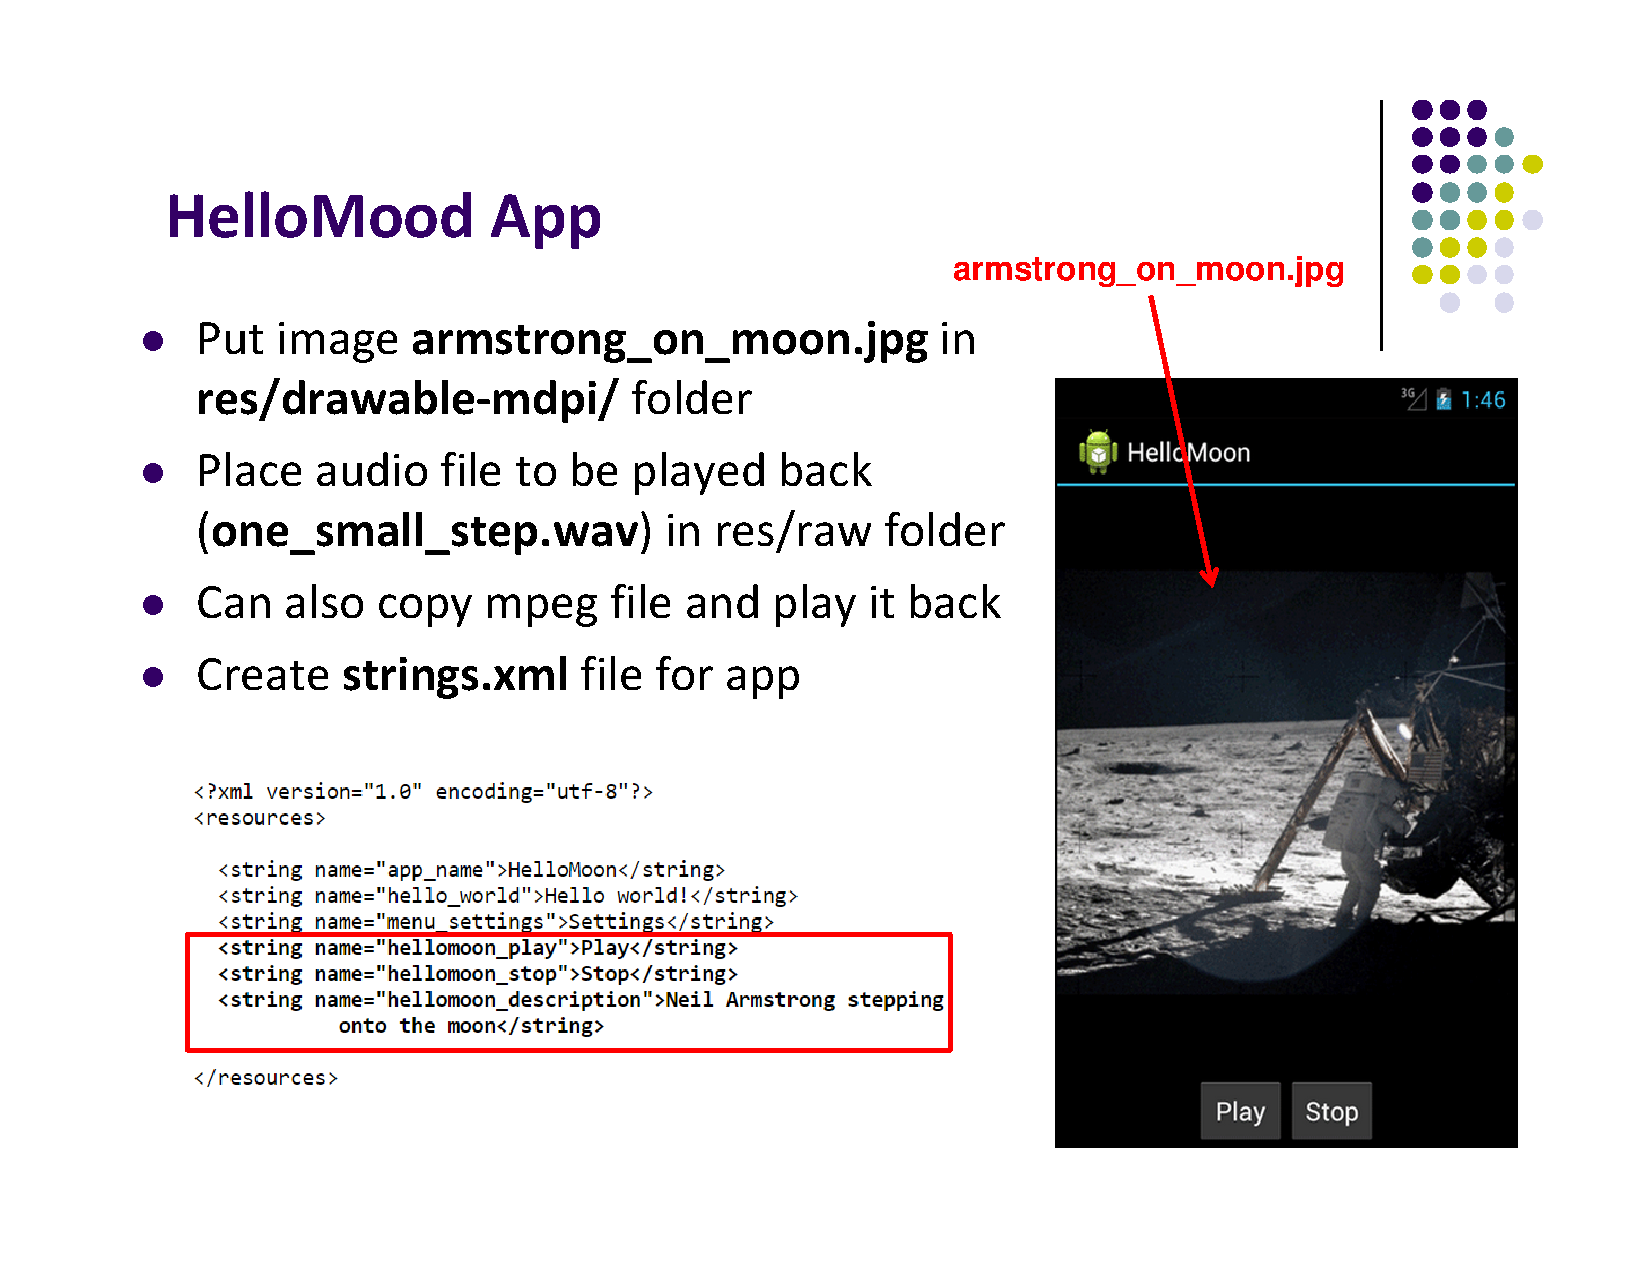 HelloMood App
armstrong_on_moon.jpg
Put image armstrong_on_moon.jpg in
res/drawable-mdpi/ folder
Place audio file to be played back
(one_small_step.wav) in res/raw folder
Can also copy mpeg file and play it back
Create strings.xml file for app
<?xml version="1.0" encoding="utf-8"?>
<resources>
<string name="app_name">HelloMoon</string>
<string name="hello_world">Hello world!</string>
<string name="menu_settings">Settings</string>
<string name="hellomoon_play">Play</string>
<string name="hellomoon_stop">Stop</string>
<string name="hellomoon_description">Neil Armstrong stepping
onto the moon</string>
</resources>
3G 1:46
HelloMoon
Play Stop